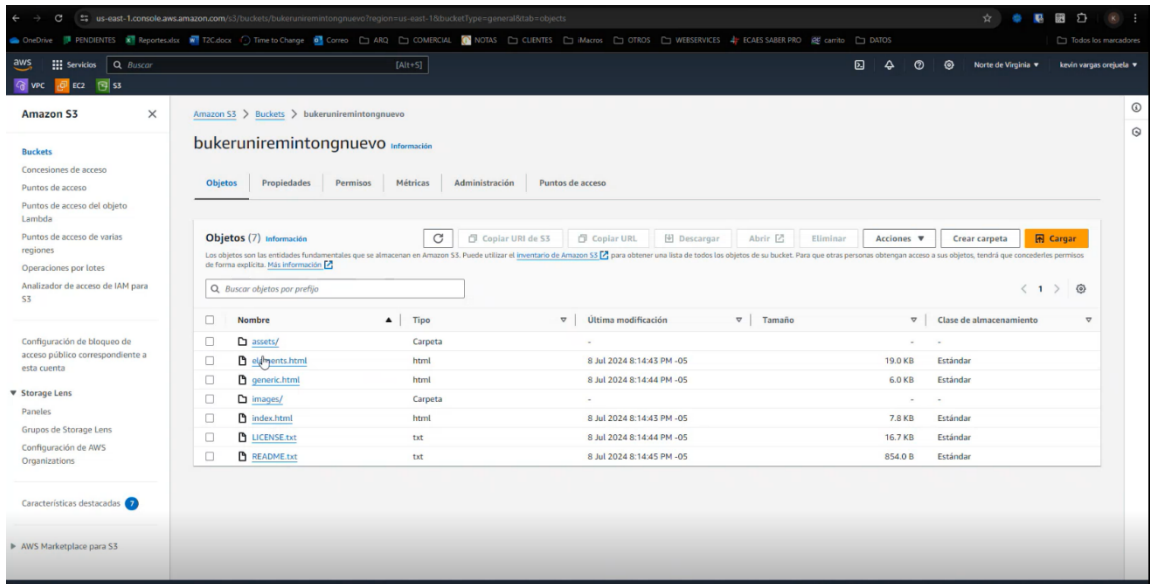 us-east-1.console.aws.amazon.com/s3/buckets/bukeruniremintongnuevo?region=us-east-1&bucketType=general&tab=objects
OneDrive PENDIENTES Reportes.xlsx T2C.docx Time to Change Correo ARQ COMERCIAL NOTAS CLIENTES iMacros OTROS WEBSERVICES ECAES SABER PRO carrito DATOS Todos los marcadores
aws Servicios Buscar [Alt+S] Norte de Virginia kevin vargas orejuela
VPC EC2 S3
Amazon S3
Buckets
Concesiones de acceso
Puntos de acceso
Puntos de acceso del objeto
Lambda
Puntos de acceso de varias
regiones
Operaciones por lotes
Analizador de acceso de IAM para
S3
Configuración de bloqueo de
acceso público correspondiente a
esta cuenta
Storage Lens
Paneles
Grupos de Storage Lens
Configuración de AWS
Organizations
Características destacadas 7
AWS Marketplace para S3
Amazon S3 > Buckets > bukeruniremintongnuevo
bukeruniremintongnuevo Información
Objetos Propiedades Permisos Métricas Administración Puntos de acceso
Objetos (7) Información Copiar URI de S3 Copiar URL Descargar Abrir Eliminar Acciones Crear carpeta Cargar
Los objetos son las entidades fundamentales que se almacenan en Amazon S3. Puede utilizar el inventario de Amazon S3 para obtener una lista de todos los objetos de su bucket. Para que otras personas obtengan acceso a sus objetos, tendrá que concederles permisos
de forma explícita. Más información
Buscar objetos por prefijo < 1 >
Nombre Tipo Última modificación Tamaño Clase de almacenamiento
assets/ Carpeta - - -
elements.html html 8 Jul 2024 8:14:43 PM -05 19.0 KB Estándar
generic.html html 8 Jul 2024 8:14:44 PM -05 6.0 KB Estándar
images/ Carpeta - - -
index.html html 8 Jul 2024 8:14:43 PM -05 7.8 KB Estándar
LICENSE.txt txt 8 Jul 2024 8:14:44 PM -05 16.7 KB Estándar
README.txt txt 8 Jul 2024 8:14:45 PM -05 854.0 B Estándar